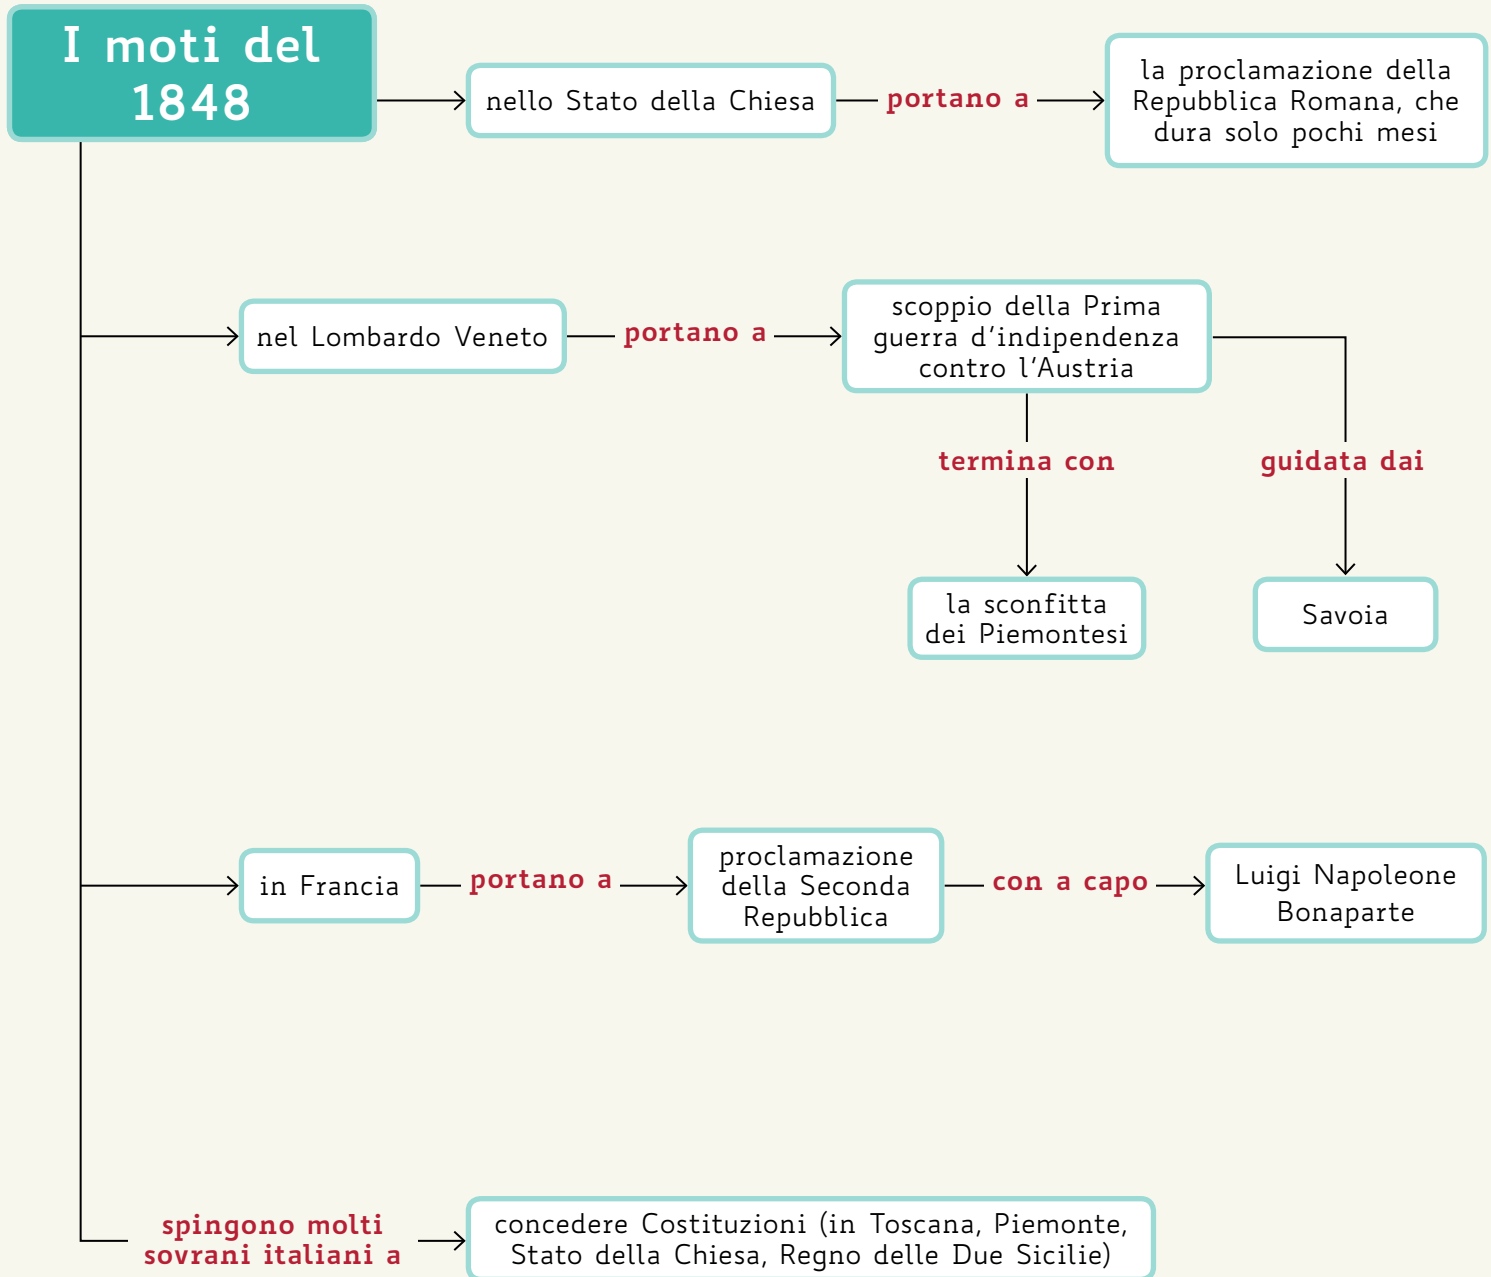 I moti del
1848
nello Stato della Chiesa
portano a
la proclamazione della
Repubblica Romana, che
dura solo pochi mesi
nel Lombardo Veneto
portano a
scoppio della Prima
guerra d’indipendenza
contro l’Austria
termina con
la sconfitta
dei Piemontesi
guidata dai
Savoia
in Francia
portano a
proclamazione
della Seconda
Repubblica
con a capo
Luigi Napoleone
Bonaparte
spingono molti
sovrani italiani a
concedere Costituzioni (in Toscana, Piemonte,
Stato della Chiesa, Regno delle Due Sicilie)